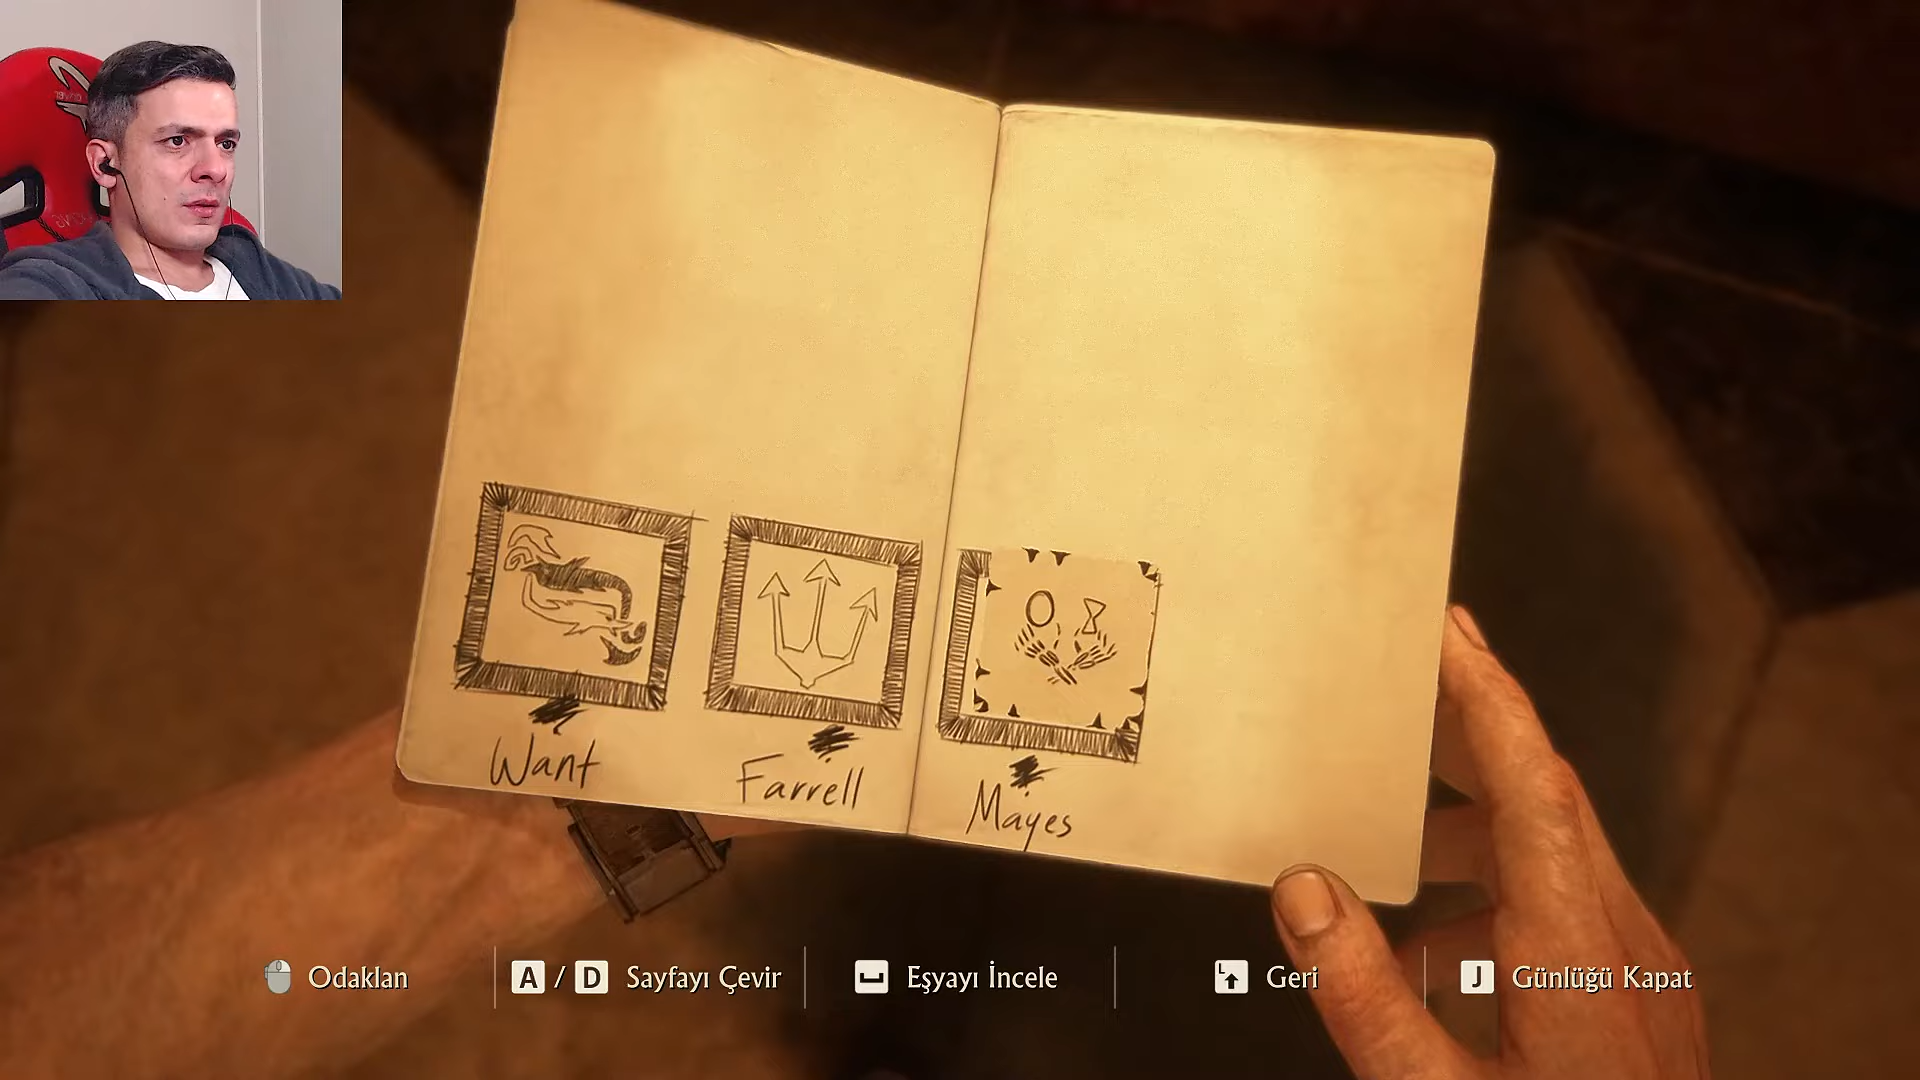 Want
Farrell
Mayes
Odaklan
A / D Sayfayı Çevir
Eşyayı İncele
Geri
J Günlüğü Kapat